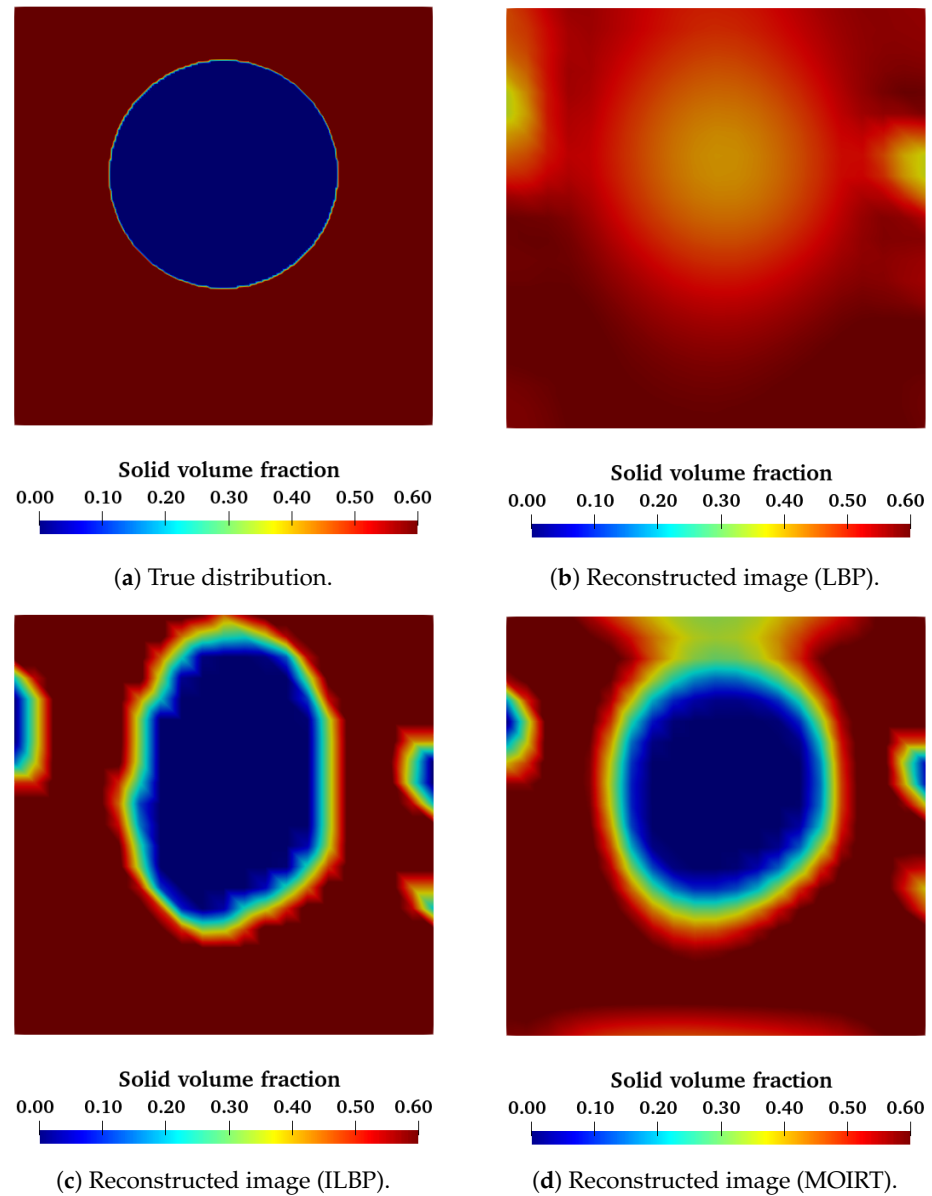 Solid volume fraction
0.00 0.10 0.20 0.30 0.40 0.50 0.60
(a) True distribution.
Solid volume fraction
0.00 0.10 0.20 0.30 0.40 0.50 0.60
(b) Reconstructed image (LBP).
Solid volume fraction
0.00 0.10 0.20 0.30 0.40 0.50 0.60
(c) Reconstructed image (ILBP).
Solid volume fraction
0.00 0.10 0.20 0.30 0.40 0.50 0.60
(d) Reconstructed image (MOIRT).